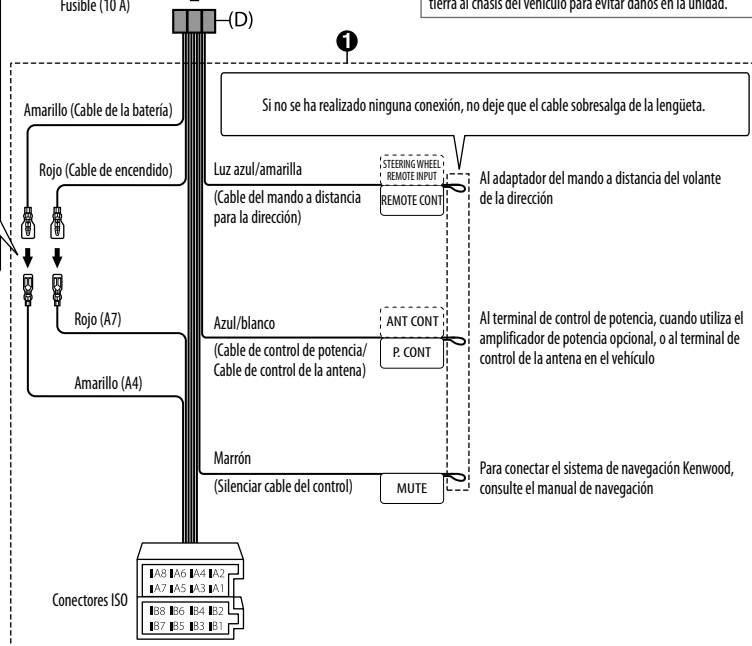 Fusible (10 A)
tierra al chasis del vehículo para evitar daños en la unidad.
(D)
1
Si no se ha realizado ninguna conexión, no deje que el cable sobresalga de la lengüeta.
Amarillo (Cable de la batería)
Rojo (Cable de encendido)
Luz azul/amarilla
(Cable del mando a distancia
para la dirección)
STEERING WHEEL
REMOTE INPUT
REMOTE CONT
Al adaptador del mando a distancia del volante
de la dirección
Rojo (A7)
Amarillo (A4)
Azul/blanco
(Cable de control de potencia/
Cable de control de la antena)
ANT CONT
P. CONT
Al terminal de control de potencia, cuando utiliza el
amplificador de potencia opcional, o al terminal de
control de la antena en el vehículo
Marrón
(Silenciar cable del control)
MUTE
Para conectar el sistema de navegación Kenwood,
consulte el manual de navegación
Conectores ISO
A8 A6 A4 A2
A7 A5 A3 A1
B8 B6 B4 B2
B7 B5 B3 B1